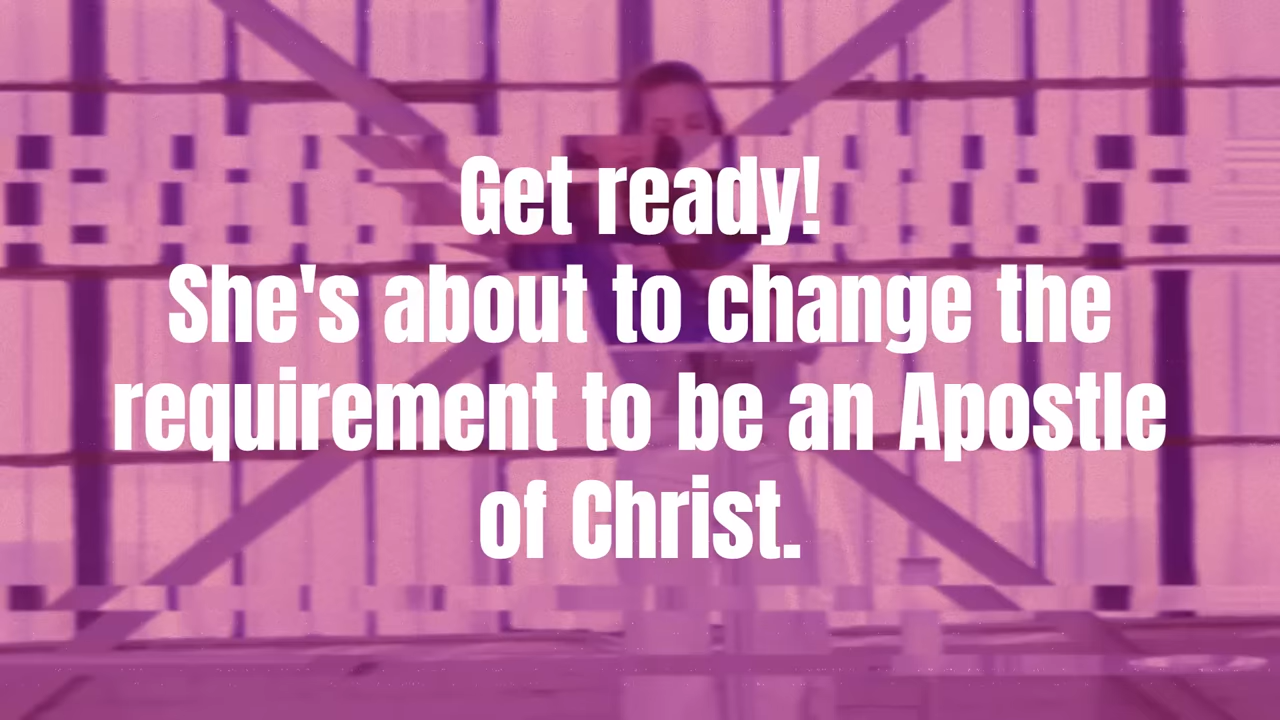 Get ready!
She's about to change the
requirement to be an Apostle
of Christ.